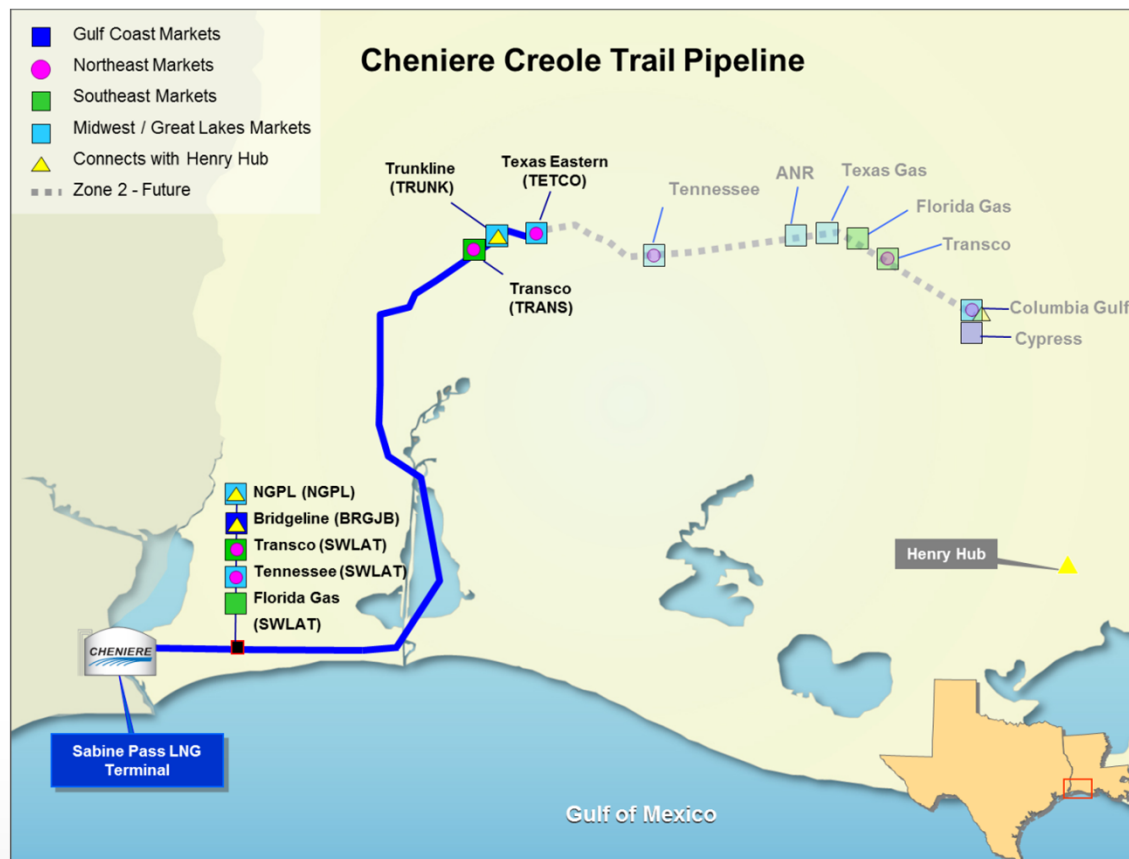 Gulf Coast Markets
Northeast Markets
Southeast Markets
Midwest / Great Lakes Markets
Connects with Henry Hub
Zone 2 - Future
Cheniere Creole Trail Pipeline
Trunkline
(TRUNK)
Texas Eastern
(TETCO)
Tennessee
ANR
Texas Gas
Florida Gas
Transco
Transco
(TRANS)
Columbia Gulf
Cypress
NGPL (NGPL)
Bridgeline (BRGJB)
Transco (SWLAT)
Tennessee (SWLAT)
Florida Gas
(SWLAT)
Henry Hub
CHENIERE
Sabine Pass LNG
Terminal
Gulf of Mexico